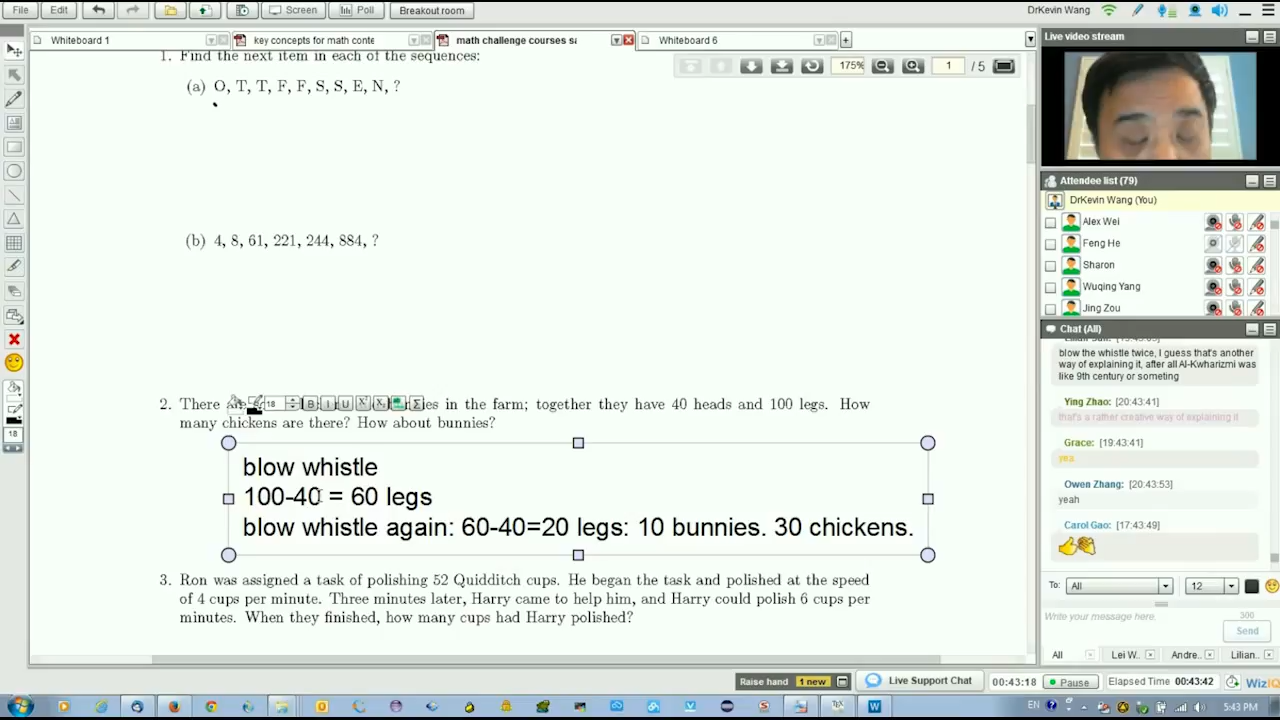 File
Edit
Screen
Poll
Breakout room
DrKevin Wang
Whiteboard 1
key concepts for math conte
math challenge courses sa
Whiteboard 6
Live video stream
175%
1 / 5
1. Find the next item in each of the sequences:
(a) O, T, T, F, F, S, S, E, N, ?
(b) 4, 8, 61, 221, 244, 884, ?
2. There are in the farm; together they have 40 heads and 100 legs. How
many chickens are there? How about bunnies?
18
B I U
blow whistle
100-40 = 60 legs
blow whistle again: 60-40=20 legs: 10 bunnies. 30 chickens.
3. Ron was assigned a task of polishing 52 Quidditch cups. He began the task and polished at the speed
of 4 cups per minute. Three minutes later, Harry came to help him, and Harry could polish 6 cups per
minutes. When they finished, how many cups had Harry polished?
18
Attendee list (79)
DrKevin Wang (You)
Alex Wei
Feng He
Sharon
Wuqing Yang
Jing Zou
Chat (All)
blow the whistle twice, I guess that's another
way of explaining it, after all Al-Kwharizmi was
like 9th century or someting
Ying Zhao: [20:43:41]
that's a rather creative way of explaining it
Grace: [19:43:41]
yea
Owen Zhang: [20:43:53]
yeah
Carol Gao: [17:43:49]
To: All 12
Write your message here.
300
Send
All
Lei W..
Andre..
Lilian..
Raise hand 1 new
Live Support Chat
00:43:18
Pause
Elapsed Time 00:43:42
WizIQ
EN
5:43 PM